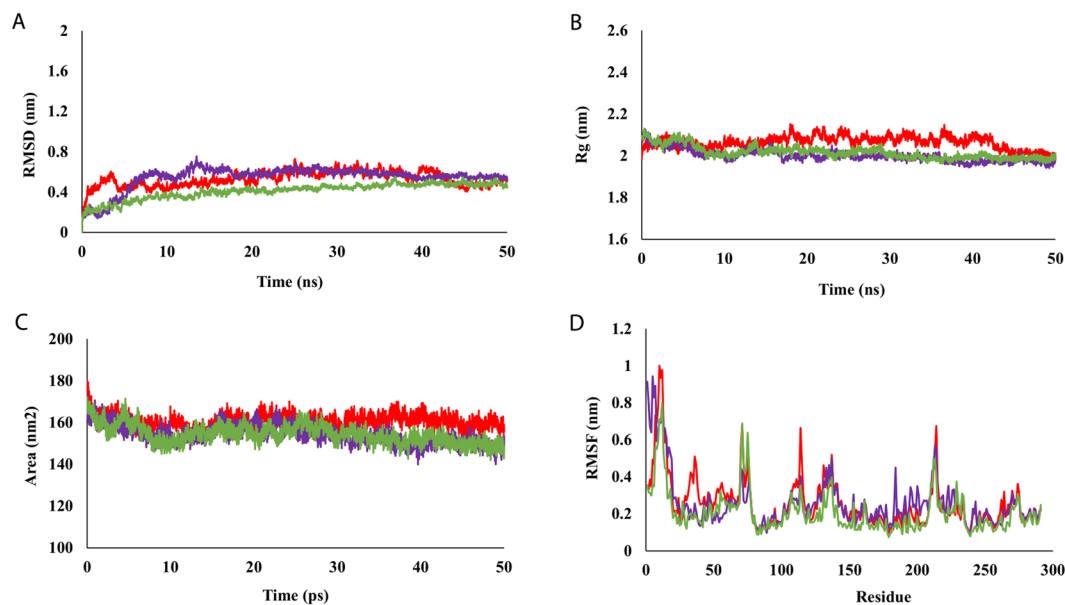 A
RMSD (nm)
2
1.6
1.2
0.8
0.4
0
0 10 20 30 40 50
Time (ns)
B
Rg (nm)
2.6
2.4
2.2
2
1.8
1.6
0 10 20 30 40 50
Time (ns)
C
Area (nm2)
200
180
160
140
120
100
0 10 20 30 40 50
Time (ps)
D
RMSF (nm)
1.2
1
0.8
0.6
0.4
0.2
0
0 50 100 150 200 250 300
Residue